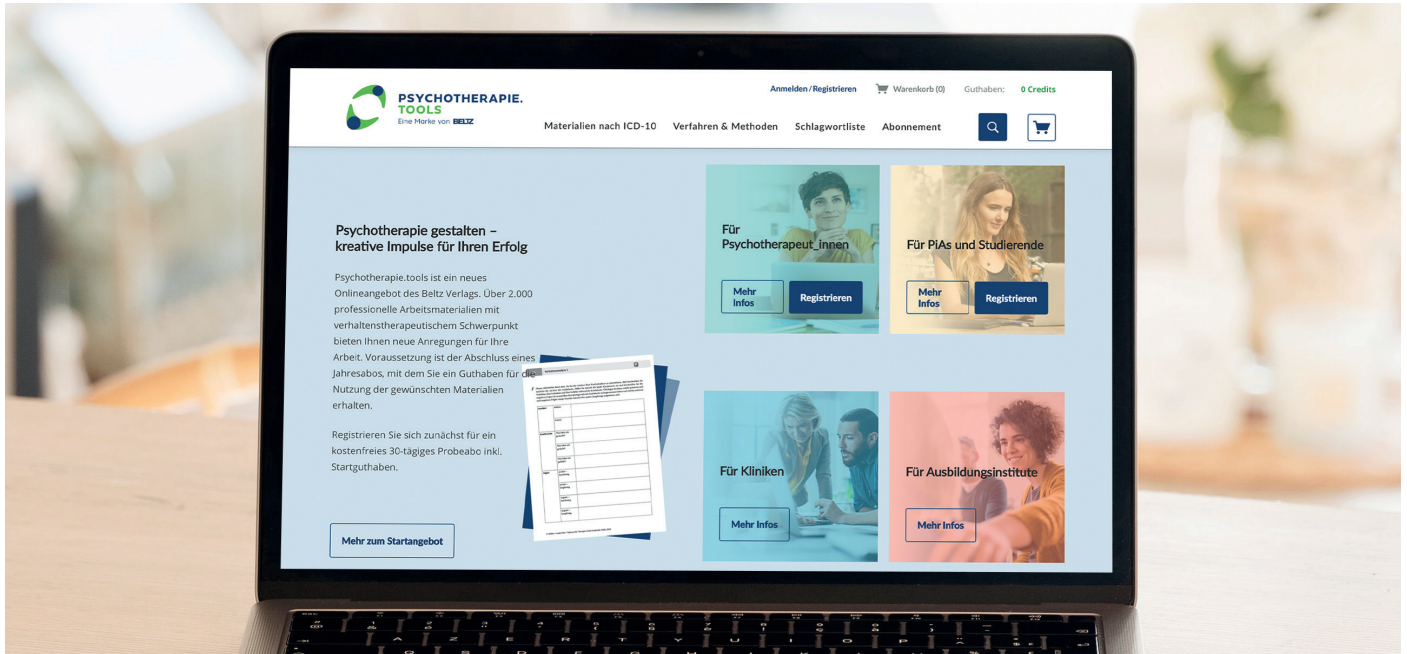 PSYCHOTHERAPIE.
TOOLS
Eine Marke von BELTZ
Anmelden/Registrieren Warenkorb (0) Guthaben: 0 Credits
Materialien nach ICD-10 Verfahren & Methoden Schlagwortliste Abonnement
Psychotherapie gestalten –
kreative Impulse für Ihren Erfolg
Psychotherapie.tools ist ein neues
Onlineangebot des Beltz Verlags. Über 2.000
professionelle Arbeitsmaterialien mit
verhaltenstherapeutischem Schwerpunkt
bieten Ihnen neue Anregungen für Ihre
Arbeit. Voraussetzung ist der Abschluss eines
Jahresabos, mit dem Sie ein Guthaben für die
Nutzung der gewünschten Materialien
erhalten.
Registrieren Sie sich zunächst für ein
kostenfreies 30-tägiges Probeabo inkl.
Startguthaben.
Mehr zum Startangebot
Für
Psychotherapeut_innen
Mehr
Infos
Registrieren
Für PiAs und Studierende
Mehr
Infos
Registrieren
Für Kliniken
Mehr Infos
Für Ausbildungsinstitute
Mehr Infos